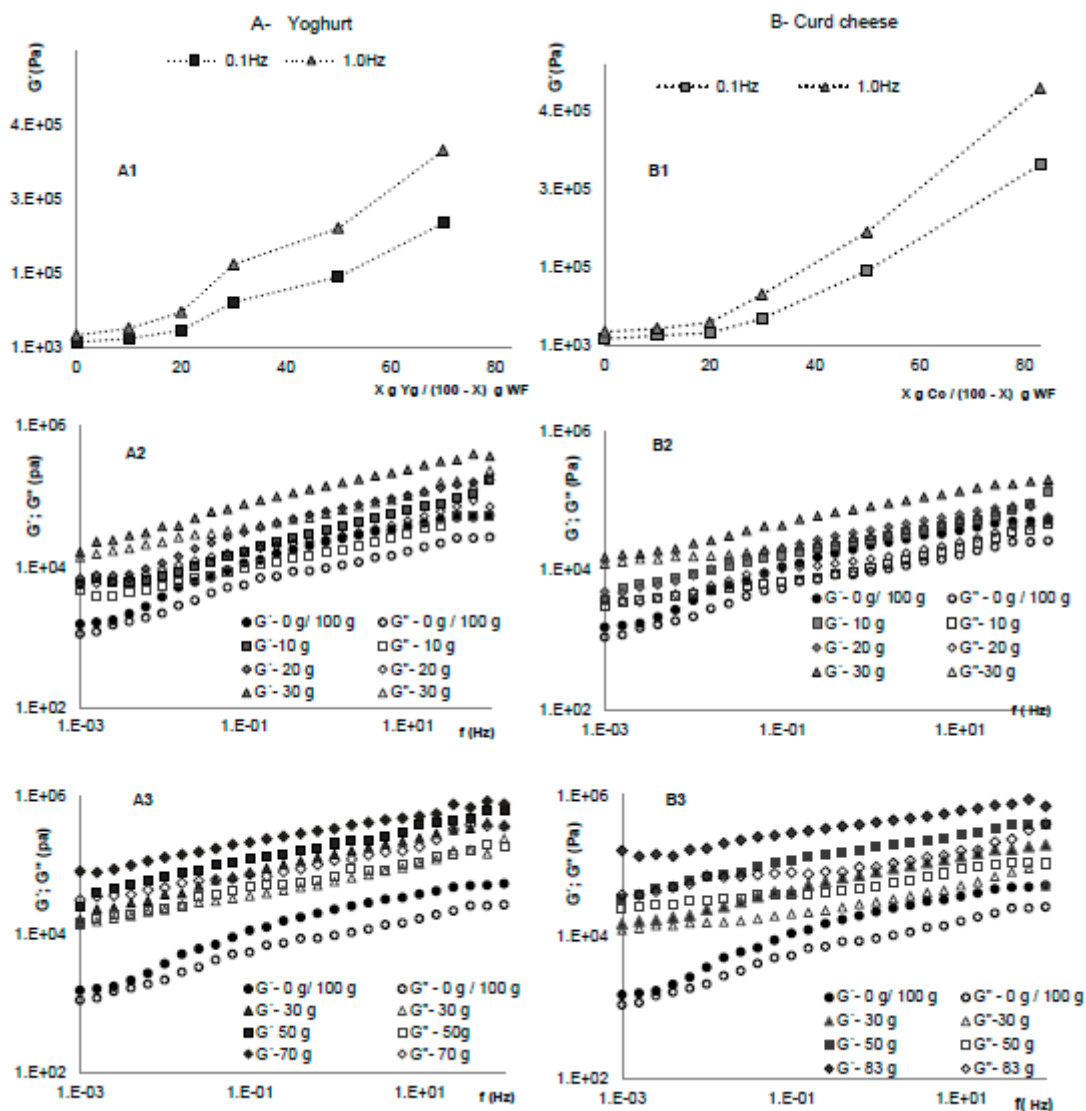 A- Yoghurt
B- Curd cheese
G´(Pa)
0.1Hz
1.0Hz
4.E+05
3.E+05
1.E+05
1.E+03
A1
0
20
40
60
80
X g Yg / (100 - X) g WF
G´(Pa)
0.1Hz
1.0Hz
4.E+05
3.E+05
1.E+05
1.E+03
B1
0
20
40
60
80
X g Co / (100 - X) g WF
G´; G" (pa)
1.E+06
1.E+04
1.E+02
A2
G´- 0 g/ 100 g
G"- 0 g / 100 g
G´-10 g
G" - 10 g
G´- 20 g
G"- 20 g
G´- 30 g
G"- 30 g
1.E-03
1.E-01
1.E+01
f (Hz)
G´; G" (Pa)
1.E+06
1.E+04
1.E+02
B2
G´- 0 g/ 100 g
G" - 0 g / 100 g
G´- 10 g
G" - 10 g
G´- 20 g
G" - 20 g
G´- 30 g
G"-30 g
1.E-03
1.E-01
1.E+01
f ( Hz)
G´; G" (pa)
1.E+06
1.E+04
1.E+02
A3
G´- 0 g/ 100 g
G" - 0 g / 100 g
G´- 30 g
G" -30 g
G´ 50 g
G" - 50g
G´-70 g
G"- 70 g
1.E-03
1.E-01
1.E+01
f (Hz)
G´; G" (Pa)
1.E+06
1.E+04
1.E+02
B3
G´- 0 g/ 100 g
G" - 0 g / 100 g
G´- 30 g
G"-30 g
G´ - 50 g
G" - 50 g
G´- 83 g
G" - 83 g
1.E-03
1.E-01
1.E+01
f( Hz)